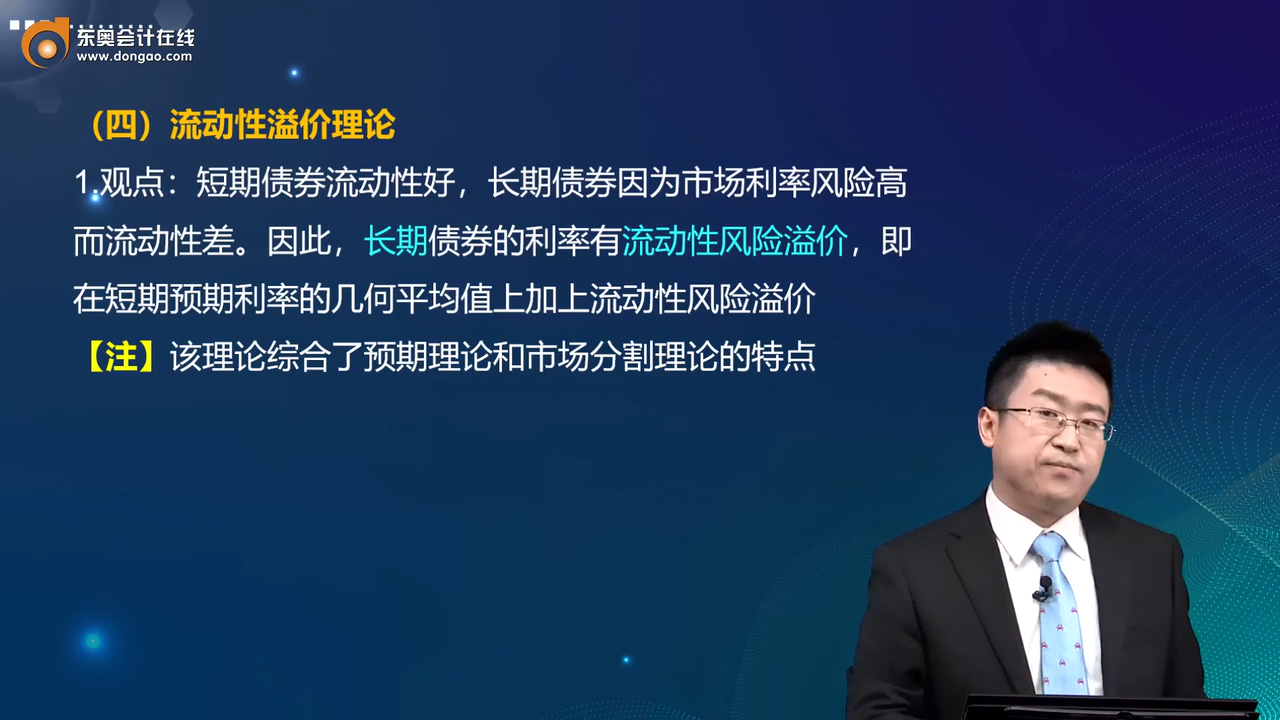 东奥会计在线
www.dongao.com
（四）流动性溢价理论
1.观点：短期债券流动性好，长期债券因为市场利率风险高
而流动性差。因此，长期债券的利率有流动性风险溢价，即
在短期预期利率的几何平均值上加上流动性风险溢价
【注】该理论综合了预期理论和市场分割理论的特点